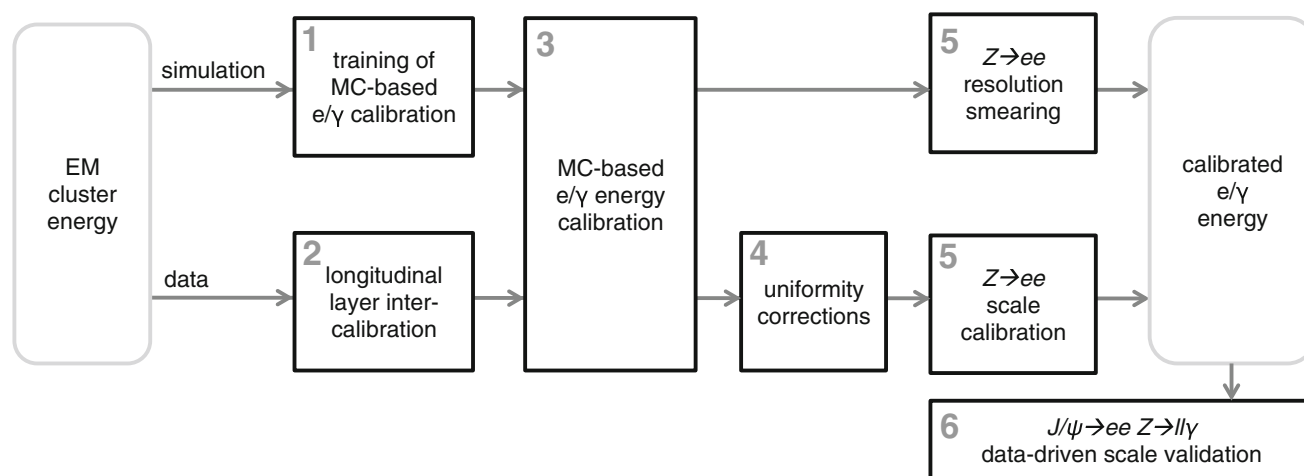 EM
cluster
energy
simulation
data
1
training of
MC-based
e/γ calibration
2
longitudinal
layer inter-
calibration
3
MC-based
e/γ energy
calibration
4
uniformity
corrections
5
Z→ee
resolution
smearing
5
Z→ee
scale
calibration
calibrated
e/γ
energy
6
J/ψ→ee Z→llγ
data-driven scale validation